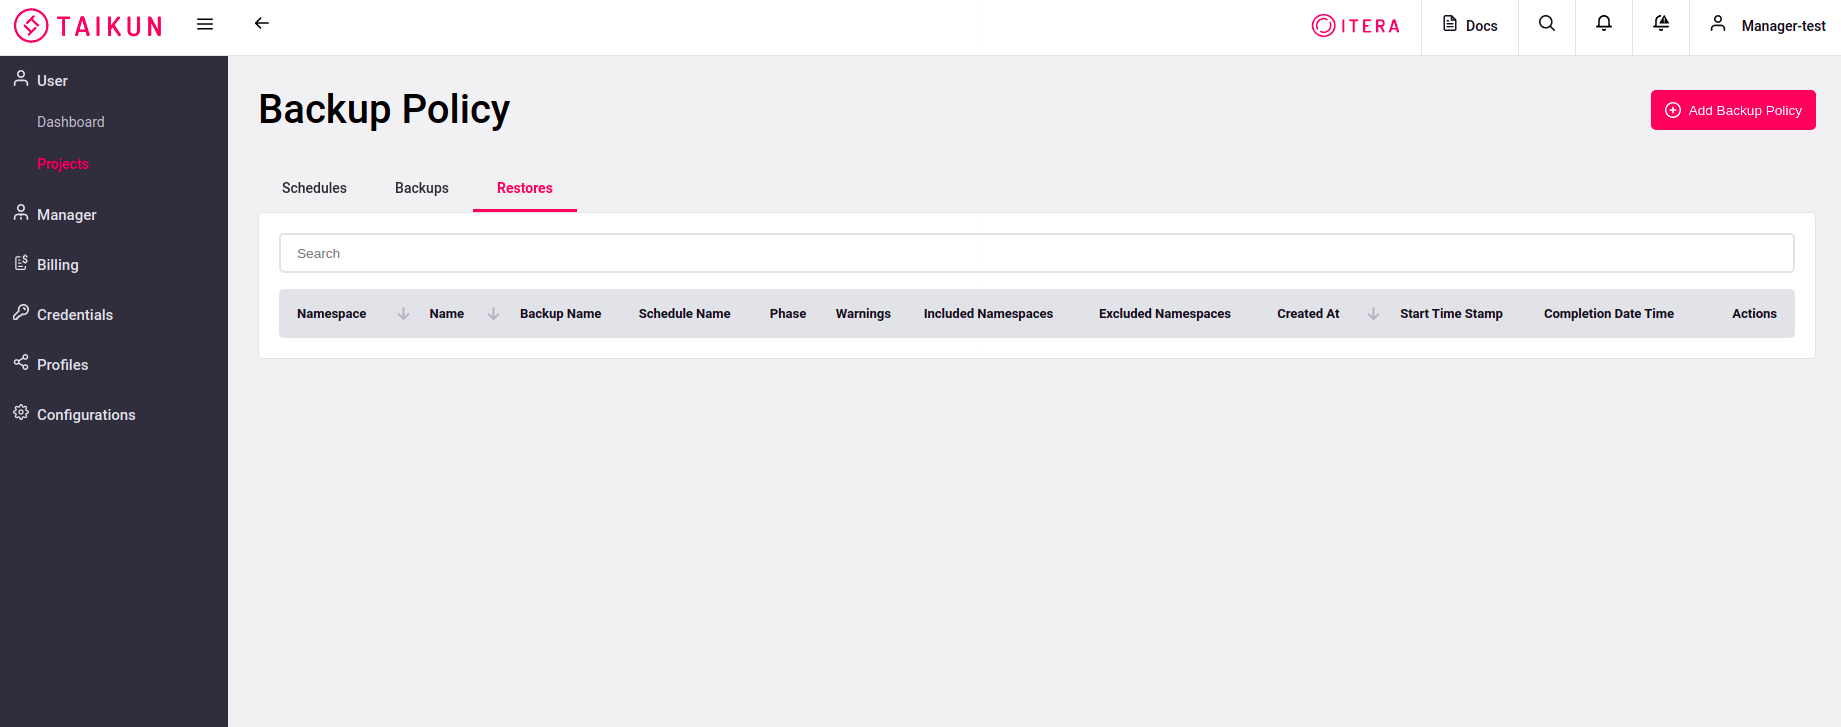 TAIKUN
ITERA
Docs
Manager-test
User
Dashboard
Projects
Manager
Billing
Credentials
Profiles
Configurations
Backup Policy
Add Backup Policy
Schedules Backups Restores
Search
Namespace Name Backup Name Schedule Name Phase Warnings Included Namespaces Excluded Namespaces Created At Start Time Stamp Completion Date Time Actions